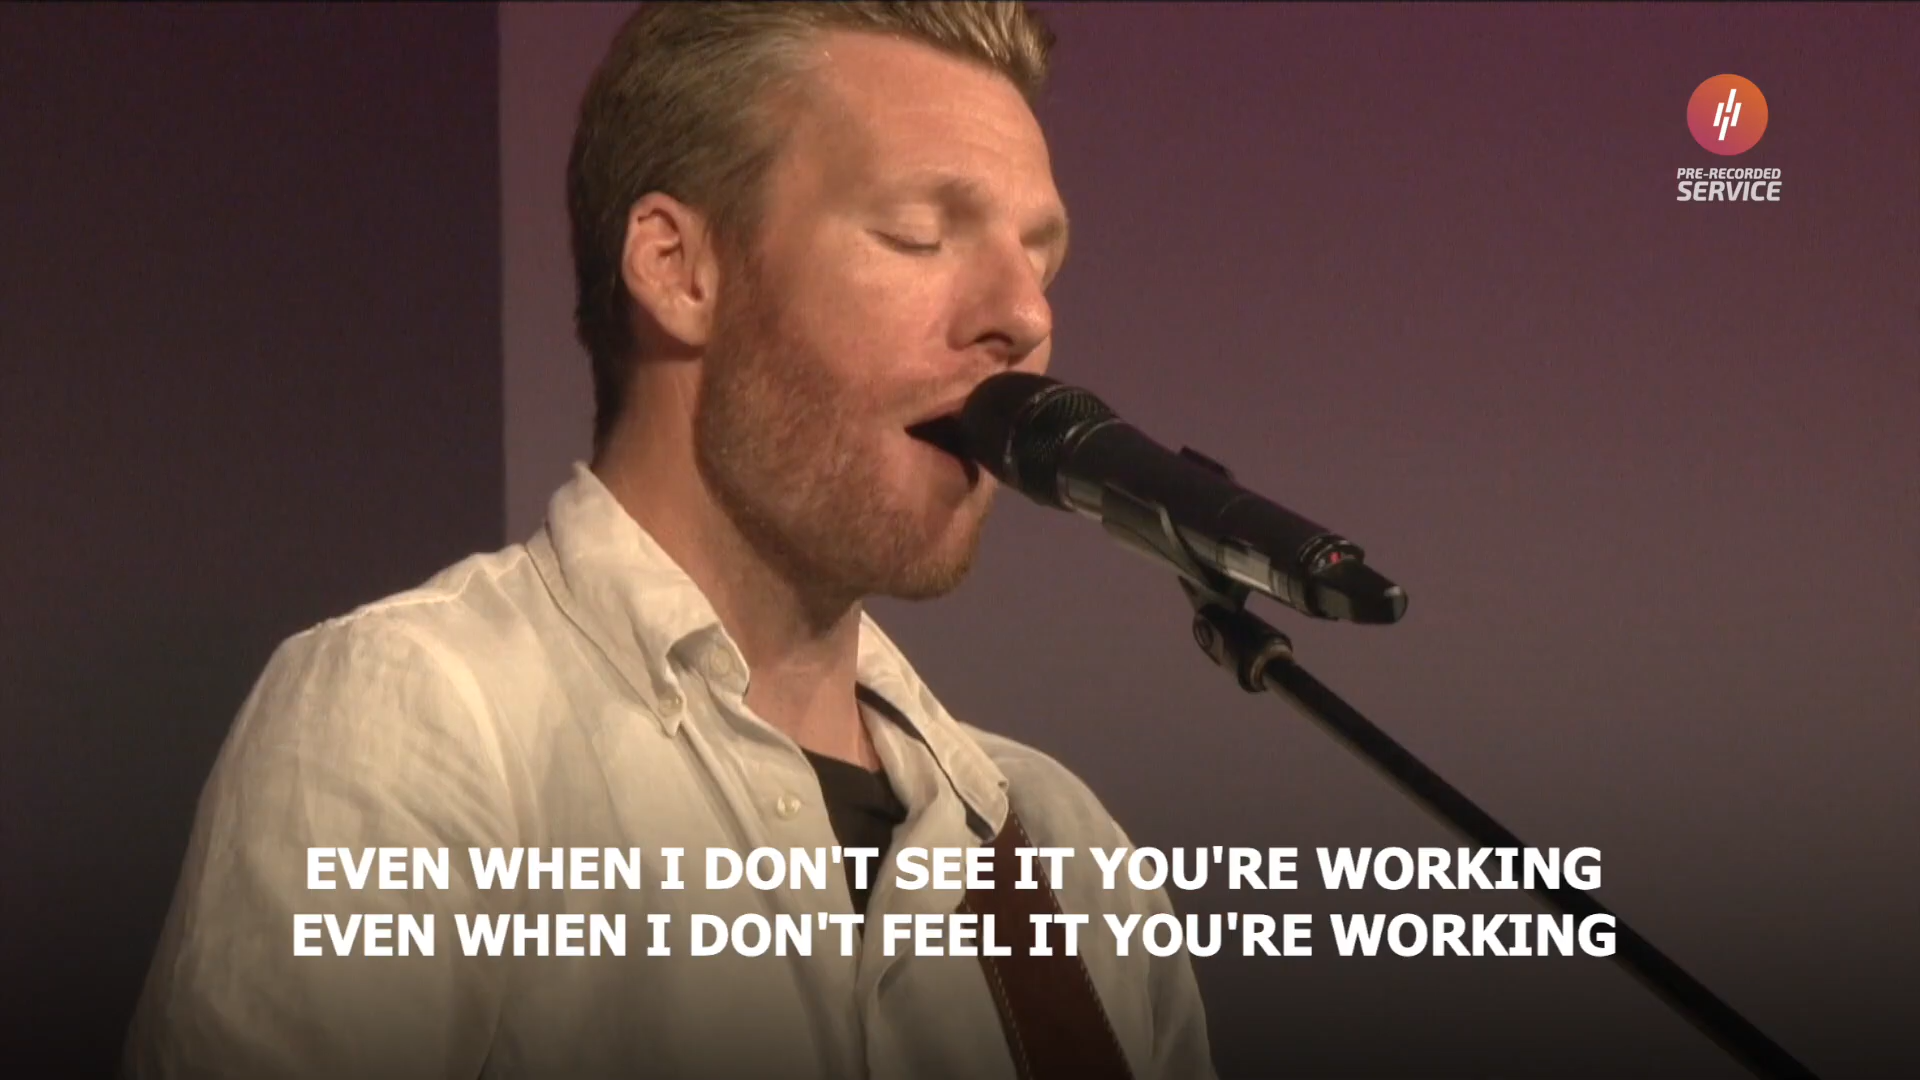 PRE-RECORDED
SERVICE
EVEN WHEN I DON'T SEE IT YOU'RE WORKING
EVEN WHEN I DON'T FEEL IT YOU'RE WORKING